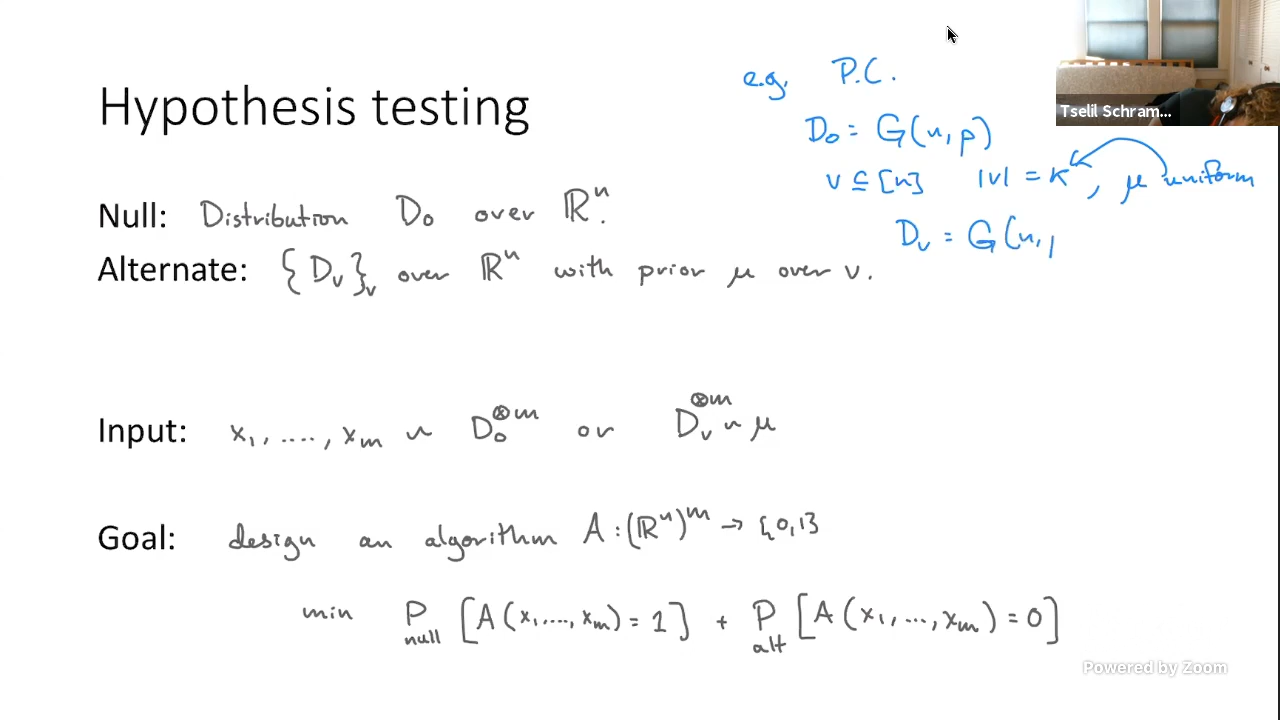 Hypothesis testing
e.g. P.C.
D₀ = G(n,p)
v ⊆ [n] |v| = k, μ uniform
D_v = G(n,
Null: Distribution D₀ over ℝⁿ.
Alternate: {D_v}_v over ℝⁿ with prior μ over v.
Input: x₁, ...., x_m ~ D₀^{⊗m} or D_v^{⊗m} ~ μ
Goal: design an algorithm A : (ℝⁿ)^m → {0,1}
min P_null [A(x₁,...., x_m) = 1] + P_alt [A(x₁, ..., x_m) = 0]
Tselil Schram...
Powered by Zoom